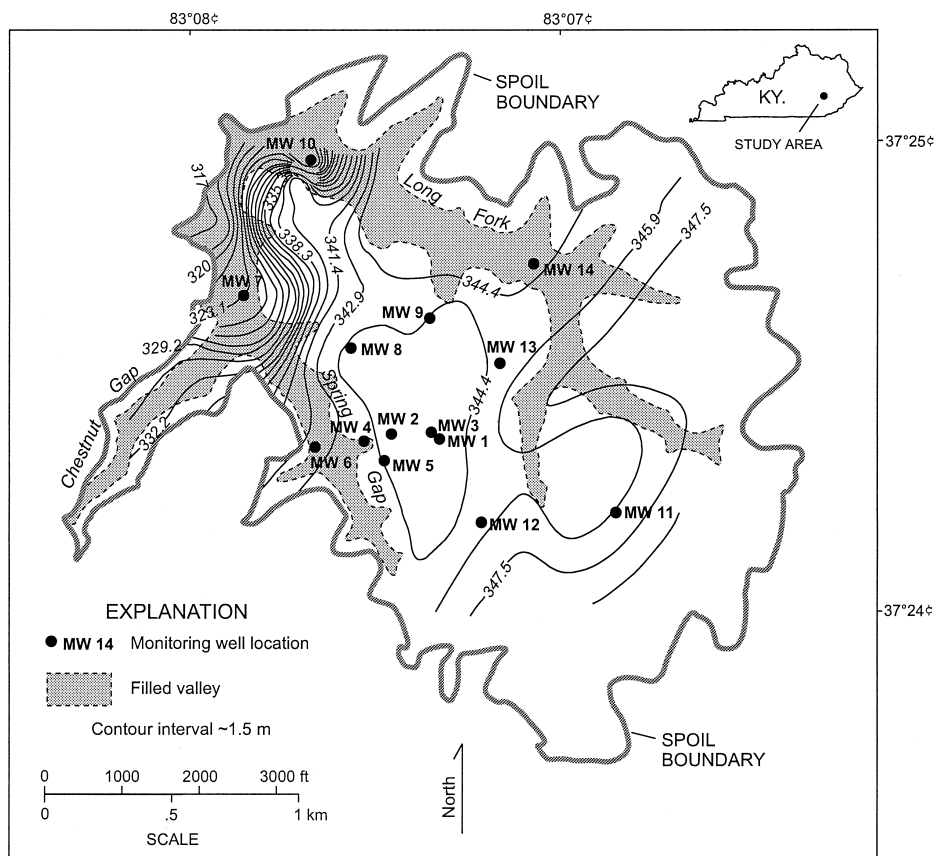 83°08¢
83°07¢
SPOIL
BOUNDARY
KY.
STUDY AREA
37°25¢
MW 10
317
335.
Long
Fork
338.3
341.4
345.9
347.5
320
MW 7
MW 14
344.4
323.1
342.9
MW 9
329.2
MW 8
MW 13
Gap
Chestnut
332.2
Spring
344.4
MW 4
MW 2
MW 3
MW 1
MW 6
MW 5
Gap
MW 12
MW 11
347.5
37°24¢
EXPLANATION
MW 14 Monitoring well location
Filled valley
Contour interval ~1.5 m
0 1000 2000 3000 ft
0 .5 1 km
SCALE
North
SPOIL
BOUNDARY